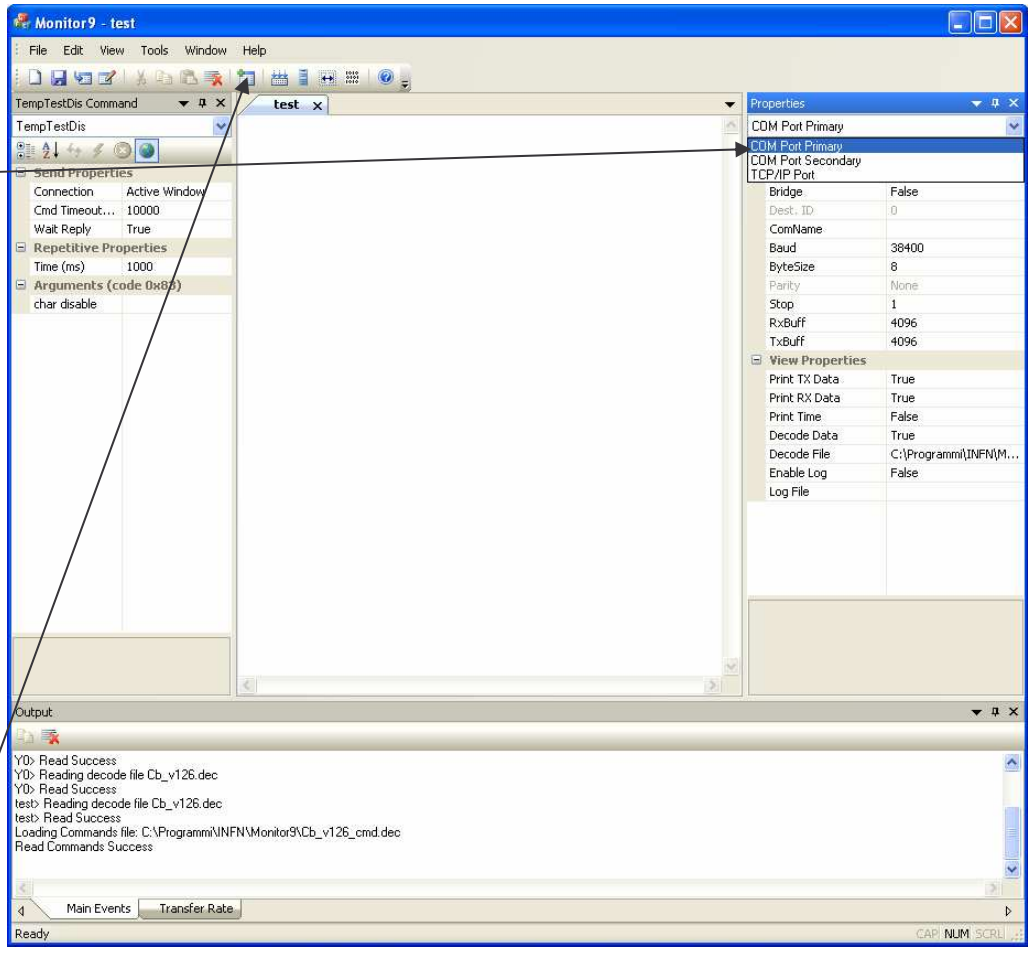 Monitor9 - test
File Edit View Tools Window Help
TempTestDis Command
test
Properties
TempTestDis
COM Port Primary
COM Port Primary
COM Port Secondary
TCP/IP Port
Send Properties
Connection Active Window
Cmd Timeout... 10000
Wait Reply True
Repetitive Properties
Time (ms) 1000
Arguments (code 0x83)
char disable
Bridge False
Dest. ID 0
ComName
Baud 38400
ByteSize 8
Parity None
Stop 1
RxBuff 4096
TxBuff 4096
View Properties
Print TX Data True
Print RX Data True
Print Time False
Decode Data True
Decode File C:\Programmi\INFN\M...
Enable Log False
Log File
Output
Y0> Read Success
Y0> Reading decode file Cb_v126.dec
Y0> Read Success
test> Reading decode file Cb_v126.dec
test> Read Success
Loading Commands file: C:\Programmi\INFN\Monitor9\Cb_v126_cmd.dec
Read Commands Success
Main Events Transfer Rate
Ready CAP NUM SCRL